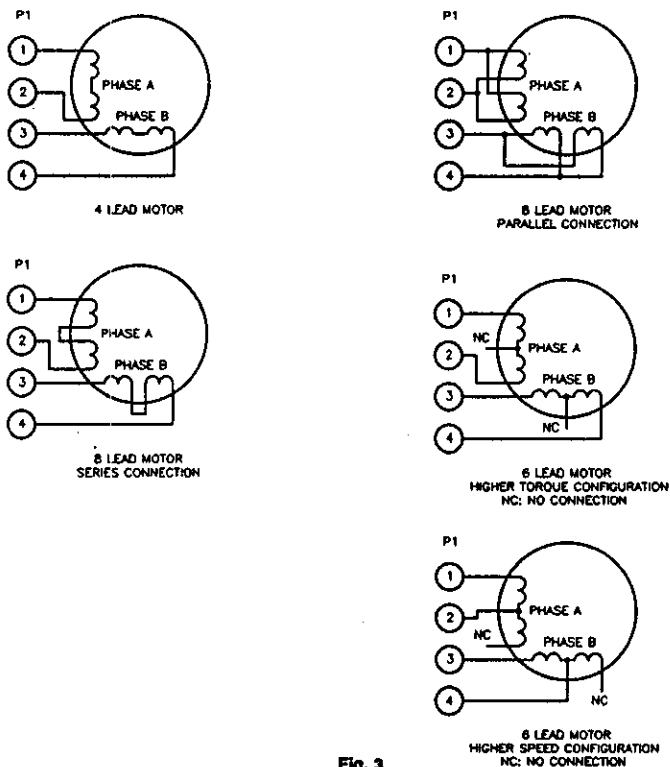 P1
1
PHASE A
2
PHASE B
3
4
4 LEAD MOTOR
P1
1
PHASE A
2
PHASE B
3
4
8 LEAD MOTOR
PARALLEL CONNECTION
P1
1
2
PHASE A
3
PHASE B
4
8 LEAD MOTOR
SERIES CONNECTION
P1
1
NC
PHASE A
2
PHASE B
3
NC
4
6 LEAD MOTOR
HIGHER TORQUE CONFIGURATION
NC: NO CONNECTION
P1
1
2
PHASE A
NC
3
PHASE B
4
NC
6 LEAD MOTOR
HIGHER SPEED CONFIGURATION
NC: NO CONNECTION
Fig. 3